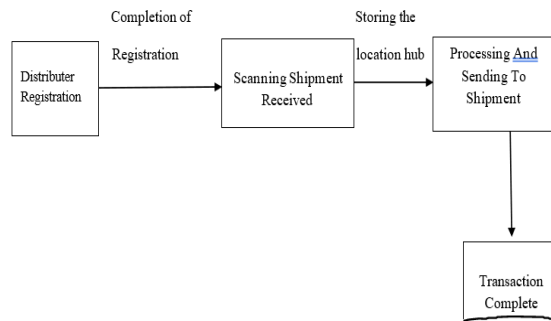 Completion of
Registration
Storing the
location hub
Distributer
Registration
Scanning Shipment
Received
Processing And
Sending To
Shipment
Transaction
Complete